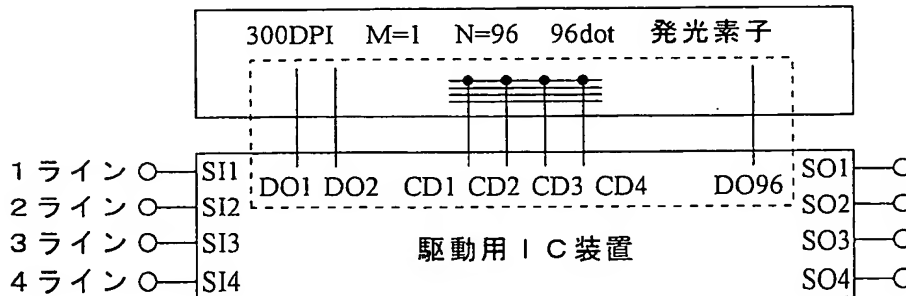 300DPI M=1 N=96 96dot 発光素子
1ライン SI1 DO1 DO2 CD1 CD2 CD3 CD4 DO96 SO1
2ライン SI2 SO2
3ライン SI3 駆動用IC装置 SO3
4ライン SI4 SO4